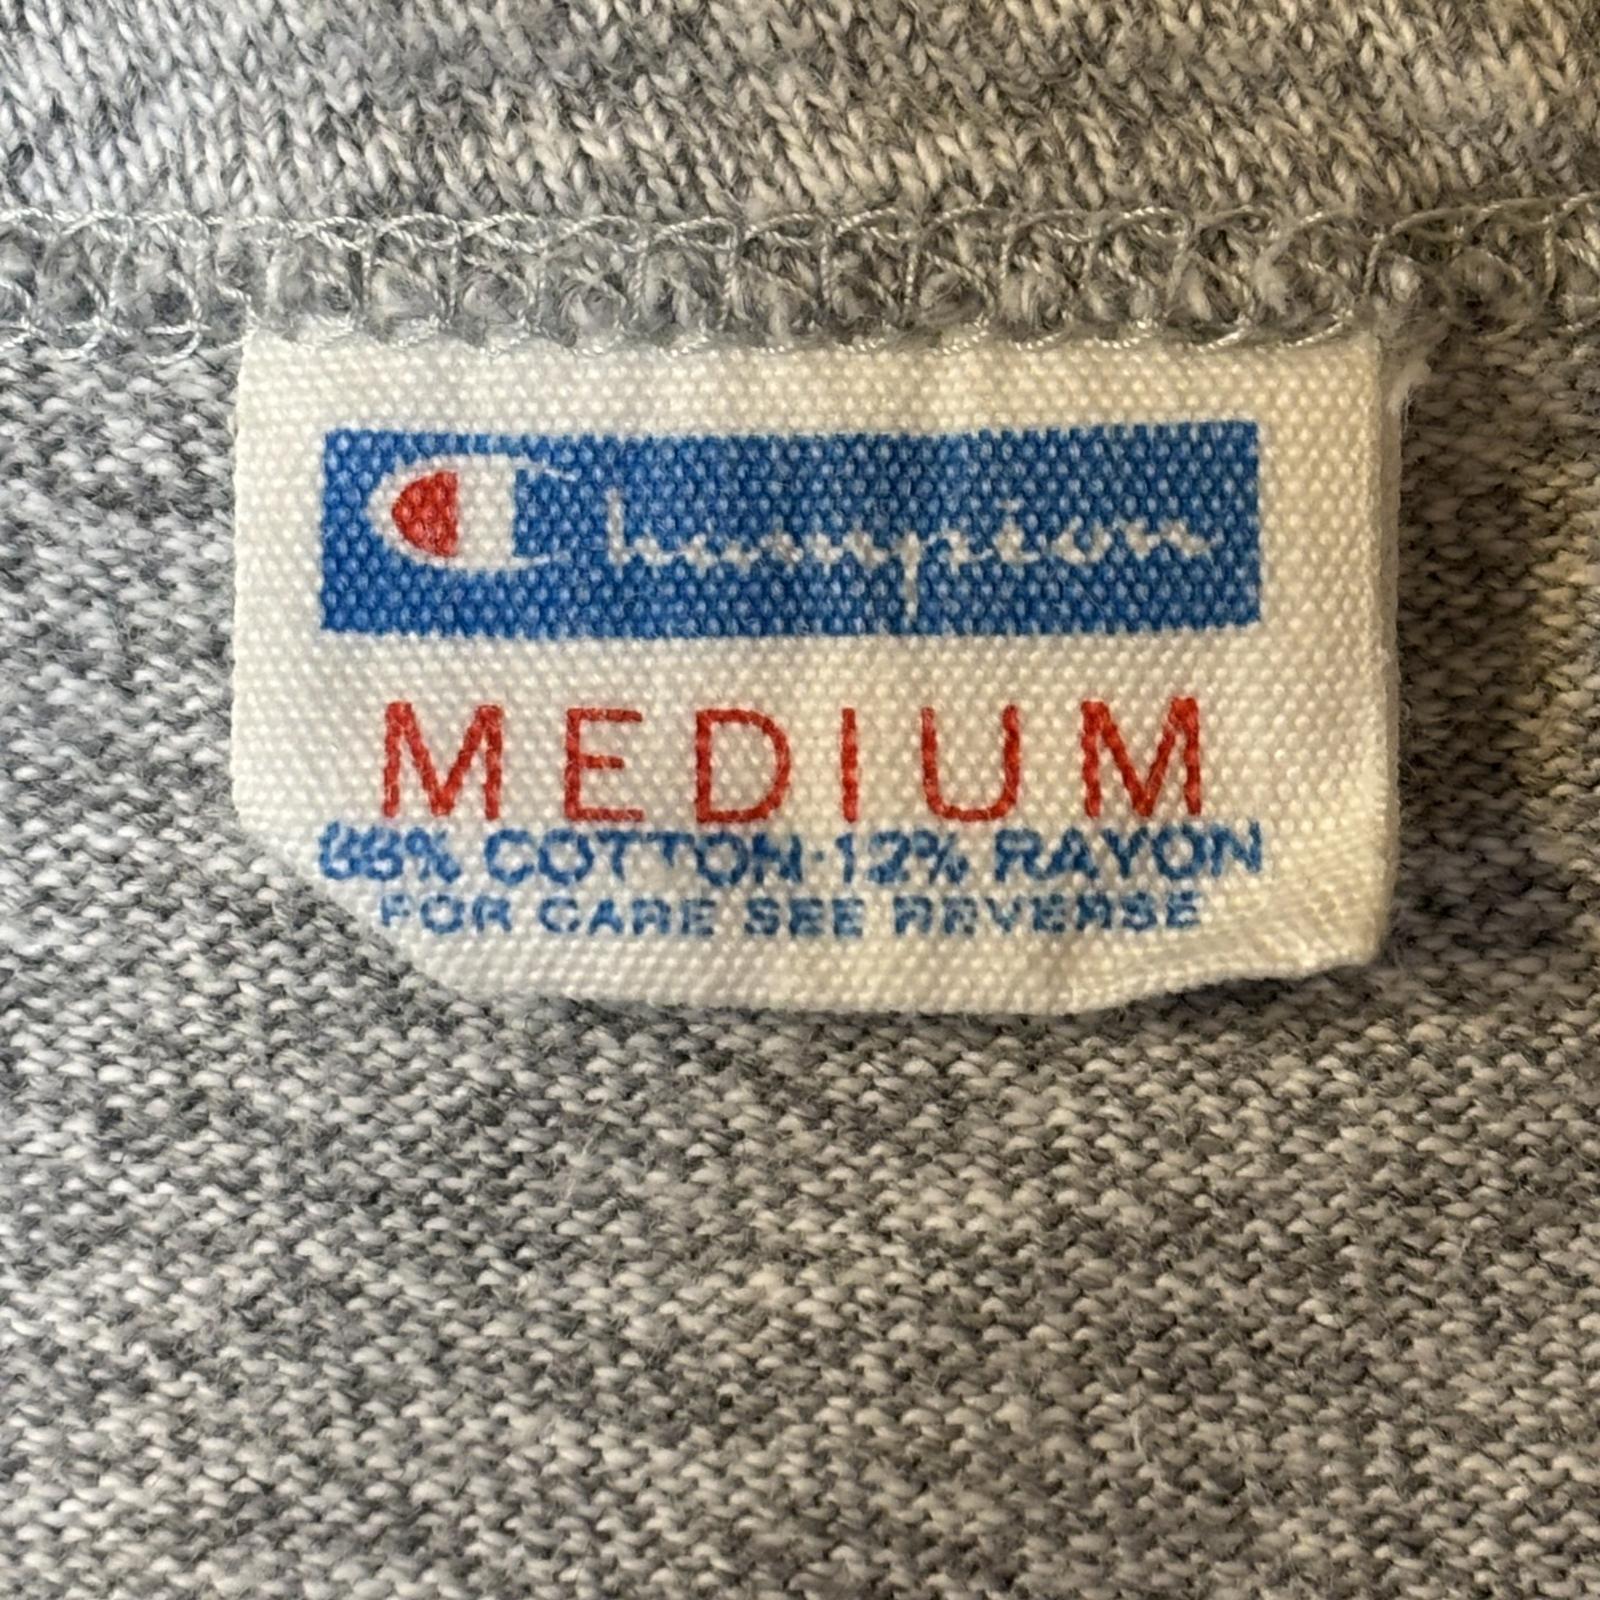 Champion
MEDIUM
88% COTTON·12% RAYON
FOR CARE SEE REVERSE